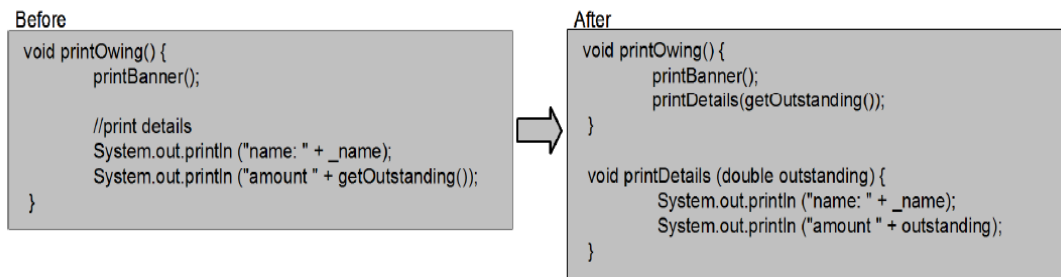 Before
void printOwing() {
printBanner();
//print details
System.out.println ("name: " + _name);
System.out.println ("amount " + getOutstanding());
}
After
void printOwing() {
printBanner();
printDetails(getOutstanding());
}
void printDetails (double outstanding) {
System.out.println ("name: " + _name);
System.out.println ("amount " + outstanding);
}